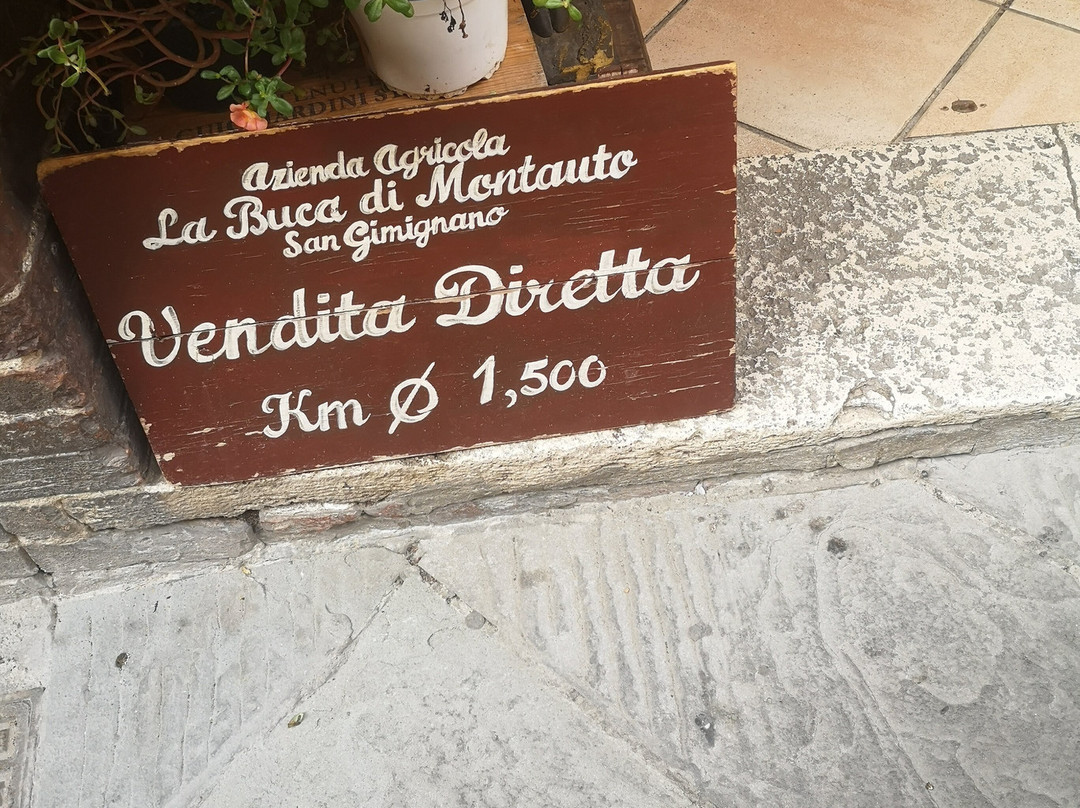 Azienda Agricola
La Buca di Montauto
San Gimignano
Vendita Diretta
Km Ø 1,500